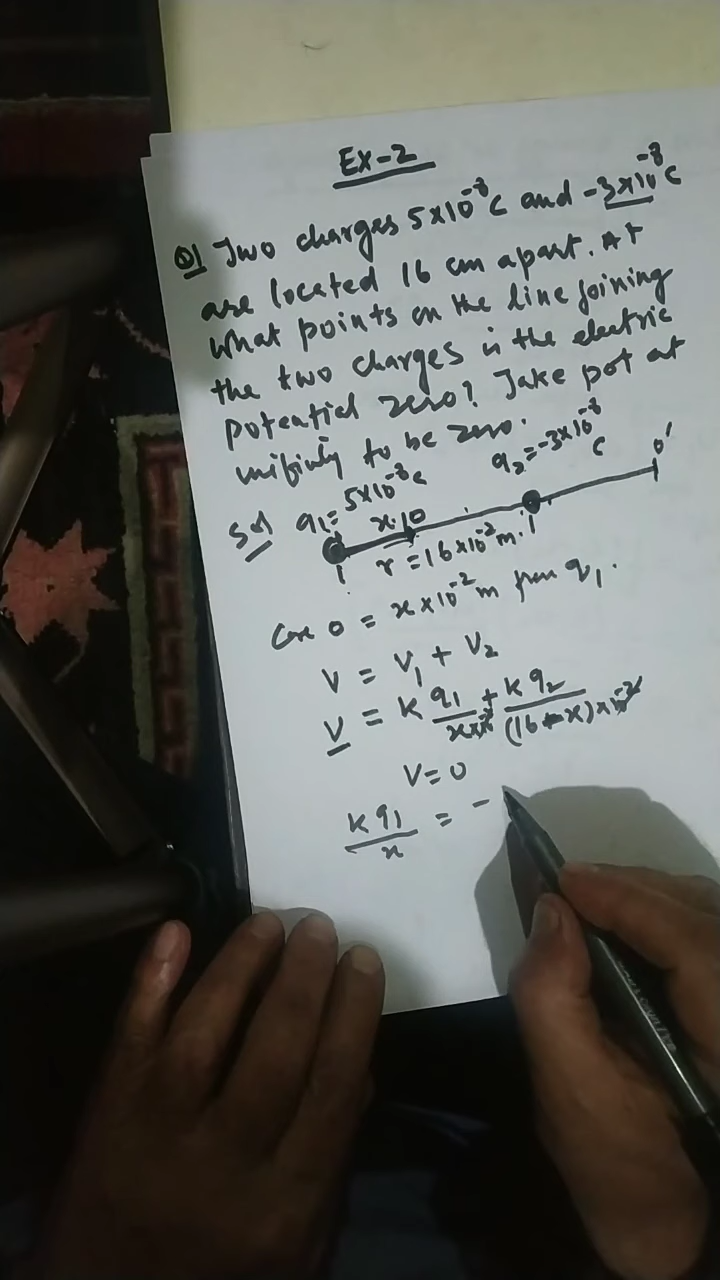 Ex-2
Q1 Two charges 5×10⁻⁸ C and -3×10⁻⁸ C
are located 16 cm apart. At
what points on the line joining
the two charges is the electric
potential zero? Take pot at
infinity to be zero.
Sol q₁=5×10⁻⁸ C q₂=-3×10⁻⁸ C O'
x O
r=16×10⁻² m
O = x×10⁻² m from q₁.
V = V₁ + V₂
V = K q₁/x×10⁻² + K q₂/(16-x)×10⁻²
V=0
K q₁/x = -